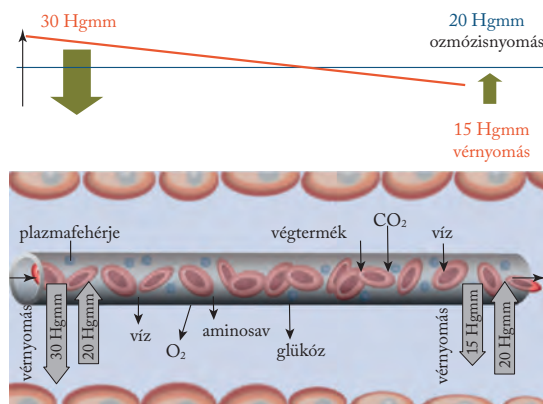 30 Hgmm
20 Hgmm
ozmózisnyomás
15 Hgmm
vérnyomás
plazmafehérje
végtermék
CO₂
víz
vérnyomás
30 Hgmm
20 Hgmm
víz
O₂
aminosav
glükóz
vérnyomás
15 Hgmm
20 Hgmm